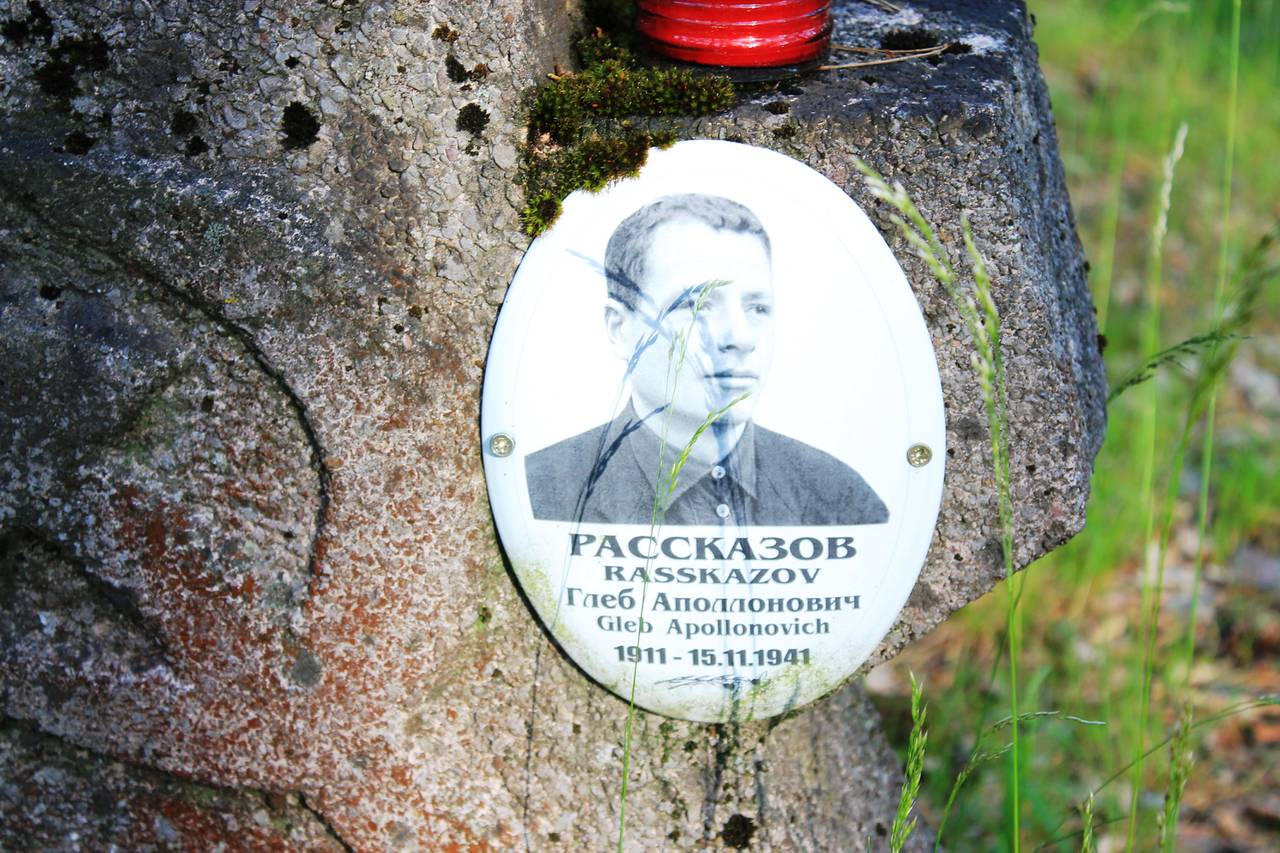 РАССКАЗОВ
RASSKAZOV
Глеб Аполлонович
Gleb Apollonovich
1911 - 15.11.1941